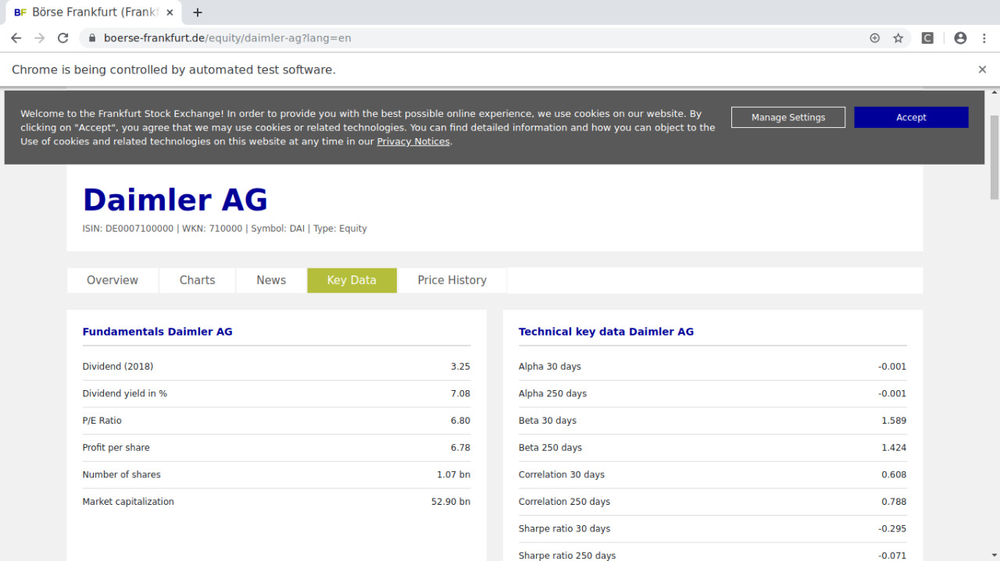 BF Börse Frankfurt (Frankf
boerse-frankfurt.de/equity/daimler-ag?lang=en
C
Chrome is being controlled by automated test software.
Welcome to the Frankfurt Stock Exchange! In order to provide you with the best possible online experience, we use cookies on our website. By
clicking on "Accept", you agree that we may use cookies or related technologies. You can find detailed information and how you can object to the
Use of cookies and related technologies on this website at any time in our Privacy Notices.
Manage Settings
Accept
Daimler AG
ISIN: DE0007100000 | WKN: 710000 | Symbol: DAI | Type: Equity
Overview
Charts
News
Key Data
Price History
Fundamentals Daimler AG
Dividend (2018) 3.25
Dividend yield in % 7.08
P/E Ratio 6.80
Profit per share 6.78
Number of shares 1.07 bn
Market capitalization 52.90 bn
Technical key data Daimler AG
Alpha 30 days -0.001
Alpha 250 days -0.001
Beta 30 days 1.589
Beta 250 days 1.424
Correlation 30 days 0.608
Correlation 250 days 0.788
Sharpe ratio 30 days -0.295
Sharpe ratio 250 days -0.071